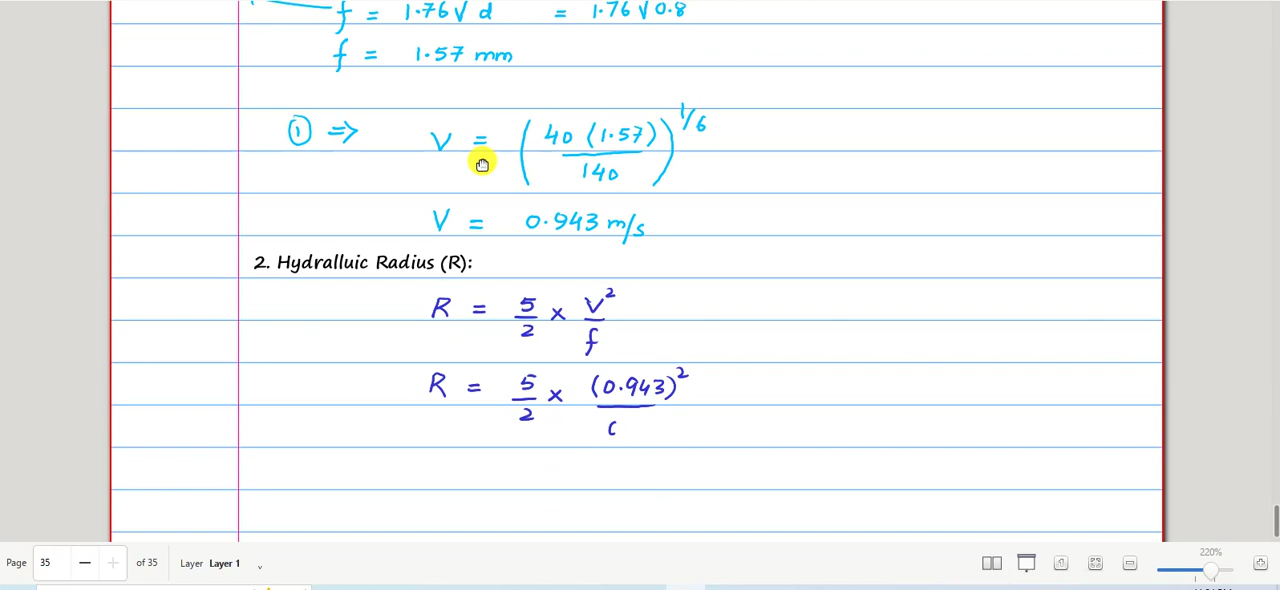 f = 1.76√d = 1.76√0.8
f = 1.57 mm
① ⇒ V = (40 (1.57) / 140)^1/6
V = 0.943 m/s
2. Hydralluic Radius (R):
R = 5/2 × V²/f
R = 5/2 × (0.943)²/
Page 35 of 35 Layer Layer 1 220%